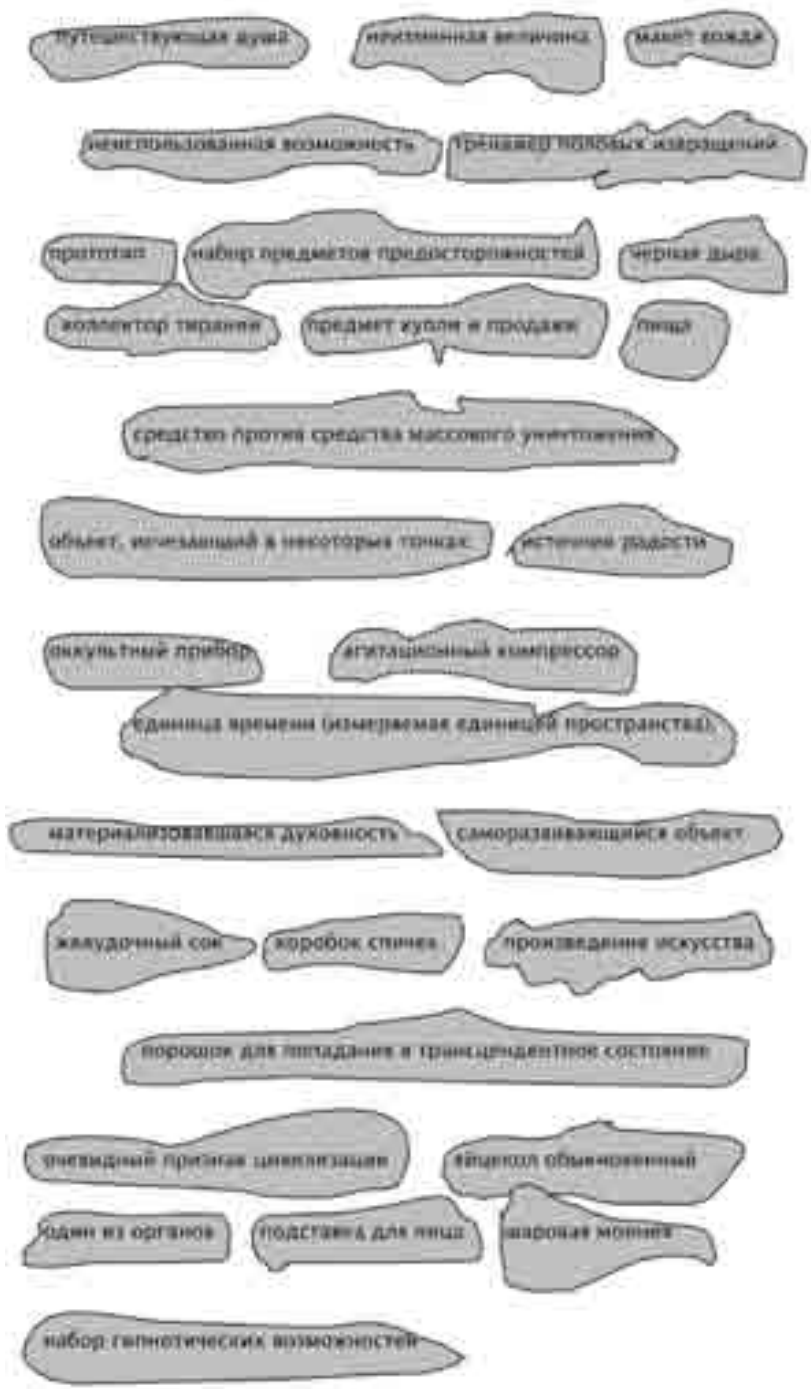 путешествующая душа неизменная величина макет вождя
неиспользованная возможность тренажер половых извращений
прототип набор предметов предосторожностей черная дыра
коллектор тирании предмет купли и продажи пища
средство против средства массового уничтожения
объект, исчезающий в некоторых точках источник радости
оккультный прибор агитационный компрессор
единица времени (измеряемая единицей пространства),
материализовавшаяся духовность саморазвивающийся объект
желудочный сок коробок спичек произведение искусства
порошок для попадания в трансцендентное состояние
очевидный признак цивилизации яйцекол обыкновенный
один из органов подставка для яйца шаровая молния
набор гипнотических возможностей